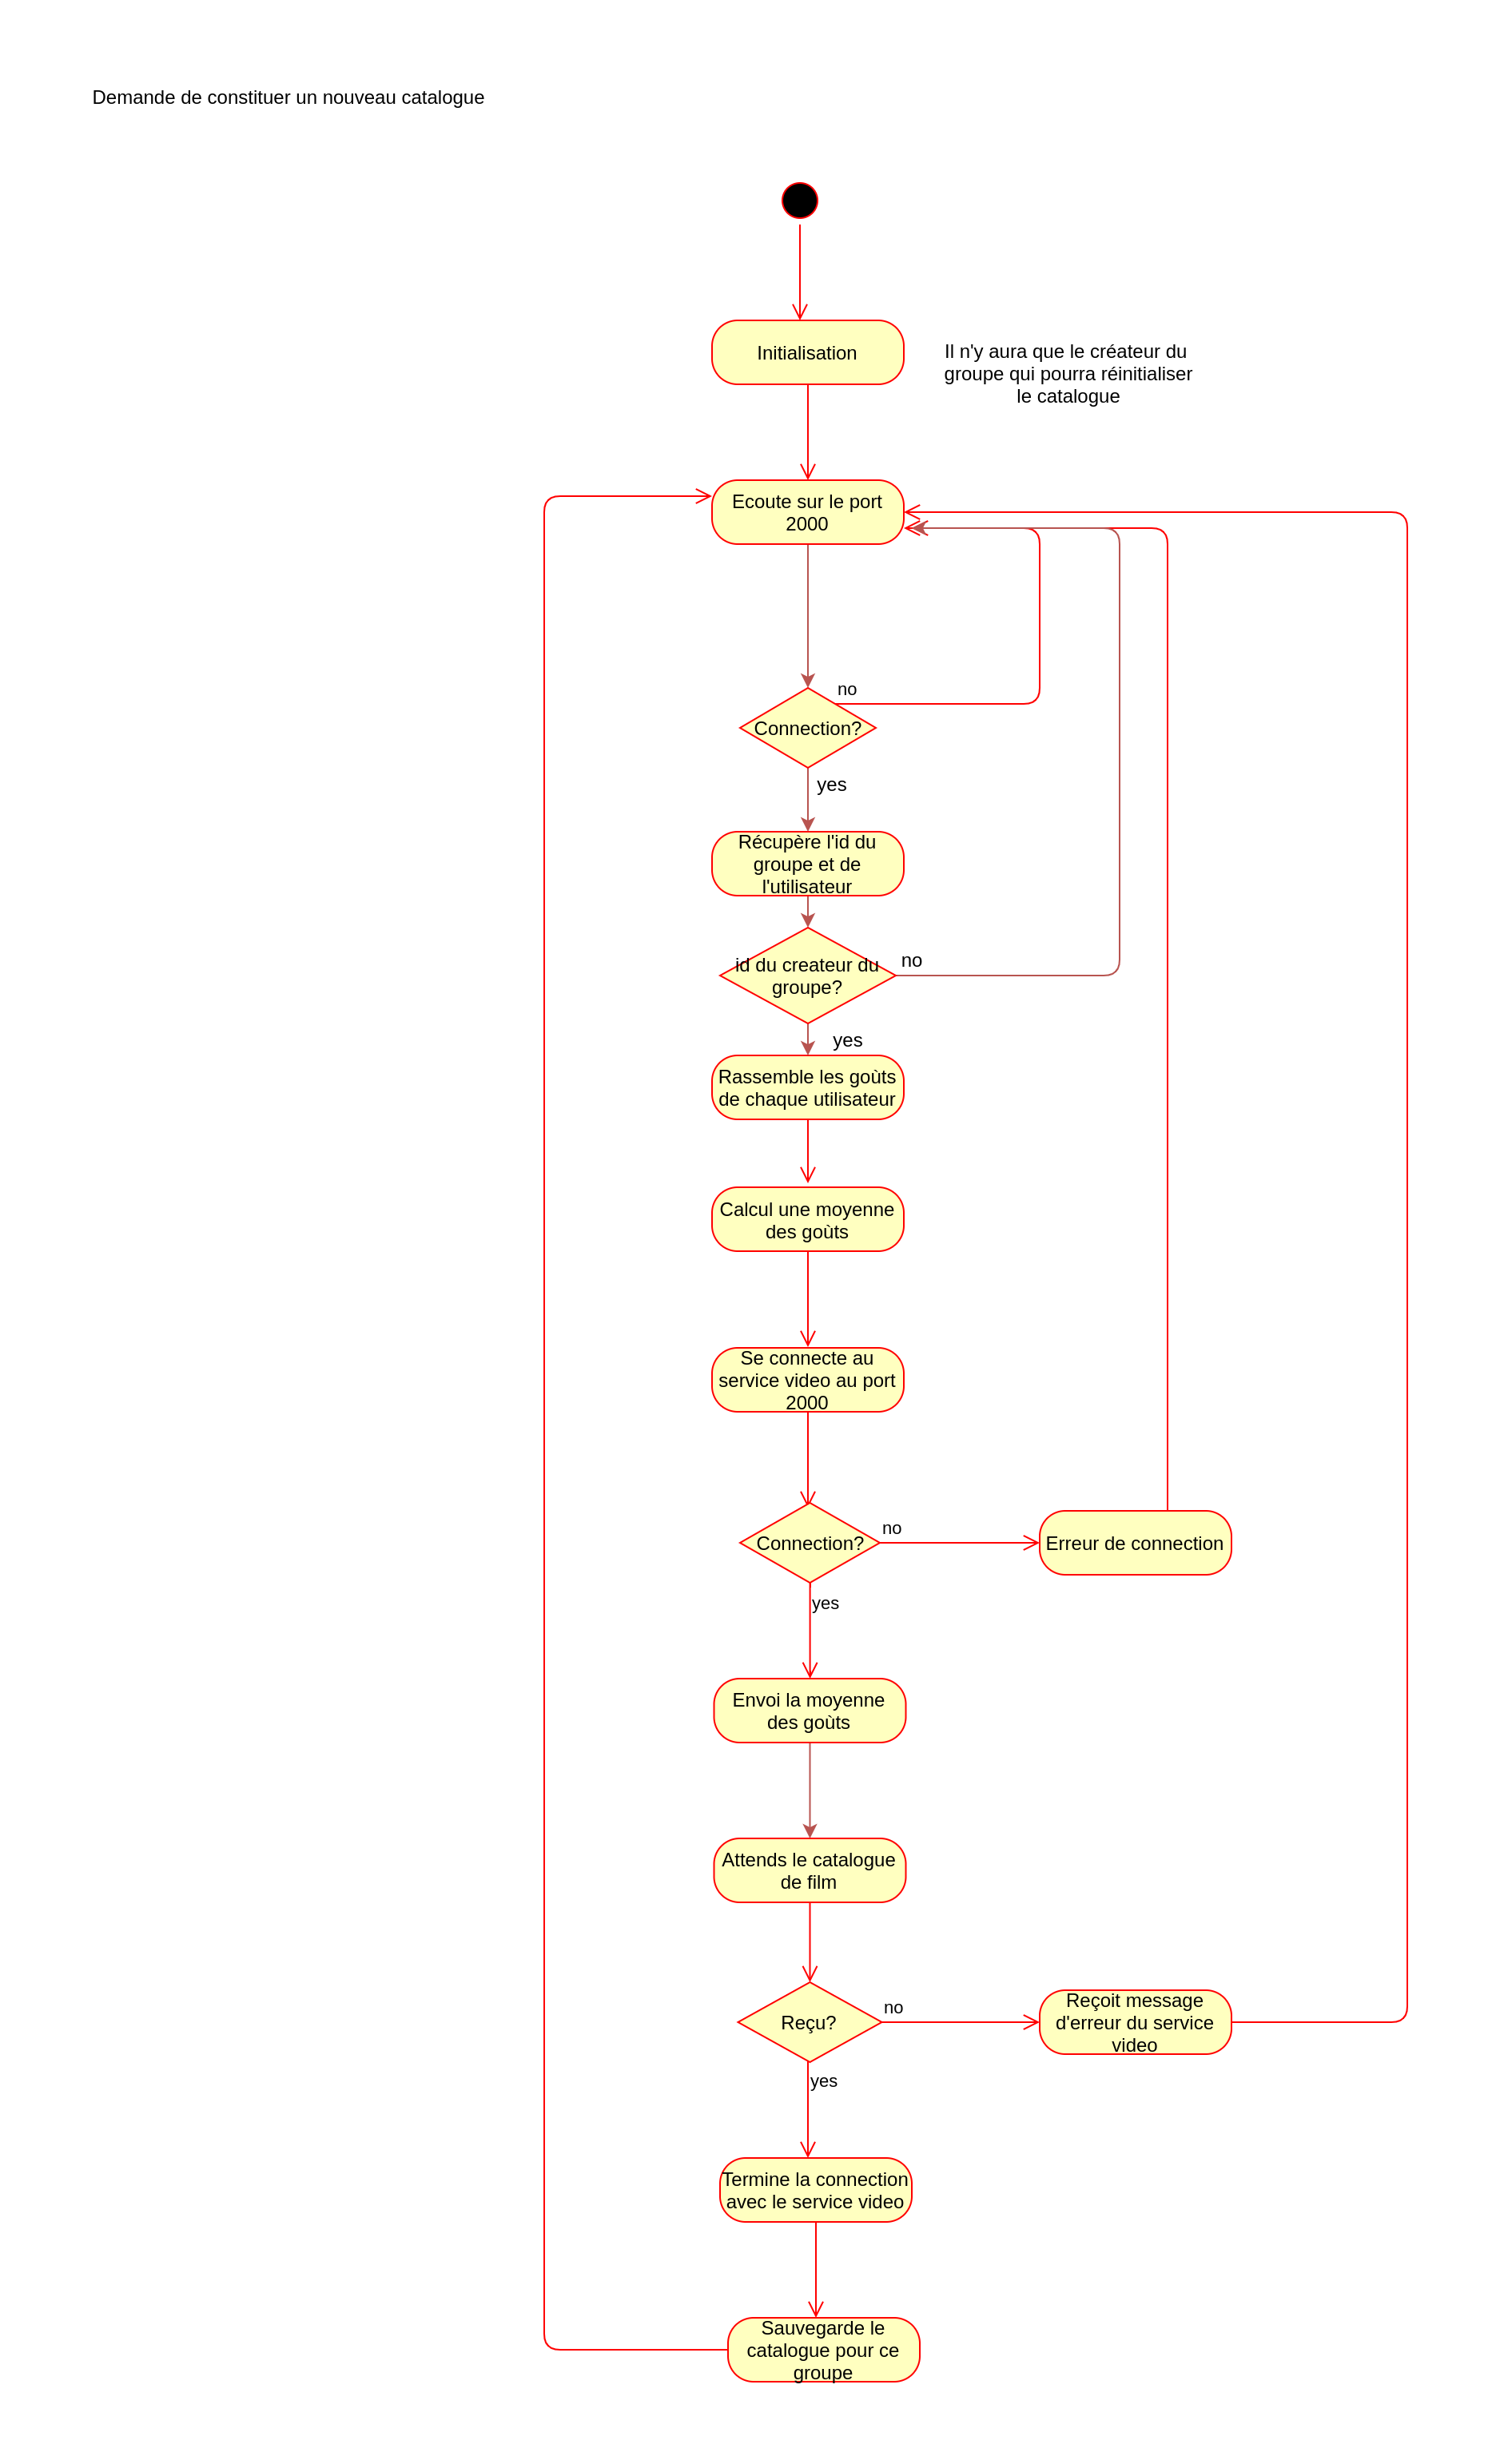 Demande de constituer un nouveau catalogue
Initialisation
Il n'y aura que le créateur du
groupe qui pourra réinitialiser
le catalogue
Ecoute sur le port
2000
no
Connection?
yes
Récupère l'id du
groupe et de
l'utilisateur
no
id du createur du
groupe?
yes
Rassemble les goùts
de chaque utilisateur
Calcul une moyenne
des goùts
Se connecte au
service video au port
2000
no
Connection?
Erreur de connection
yes
Envoi la moyenne
des goùts
Attends le catalogue
de film
no
Reçu?
Reçoit message
d'erreur du service
video
yes
Termine la connection
avec le service video
Sauvegarde le
catalogue pour ce
groupe